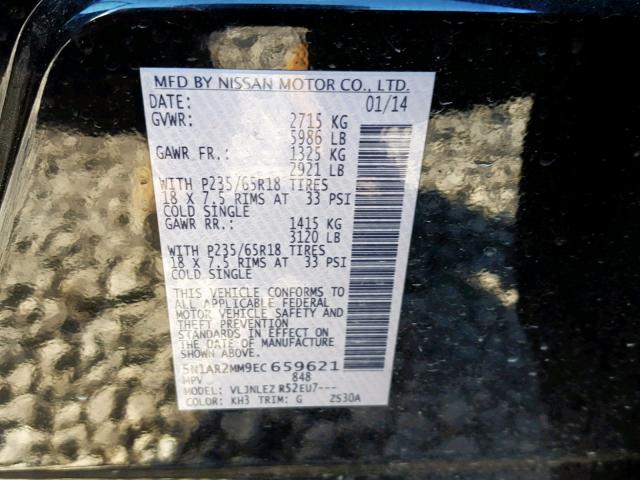 MFD BY NISSAN MOTOR CO., LTD.
DATE: 01/14
GVWR: 2715 KG
5986 LB
GAWR FR.: 1325 KG
2921 LB
WITH P235/65R18 TIRES
18 X 7.5 RIMS AT 33 PSI
COLD SINGLE
GAWR RR.: 1415 KG
3120 LB
WITH P235/65R18 TIRES
18 X 7.5 RIMS AT 33 PSI
COLD SINGLE
THIS VEHICLE CONFORMS TO
ALL APPLICABLE FEDERAL
MOTOR VEHICLE SAFETY AND
THEFT PREVENTION
STANDARDS IN EFFECT ON
THE DATE OF MANUFACTURE
SHOWN ABOVE.
5N1AR2MM9EC659621
MPV 848
MODEL: VLJNLEZ R52EU7---
COLOR: KH3 TRIM: G ZS30A